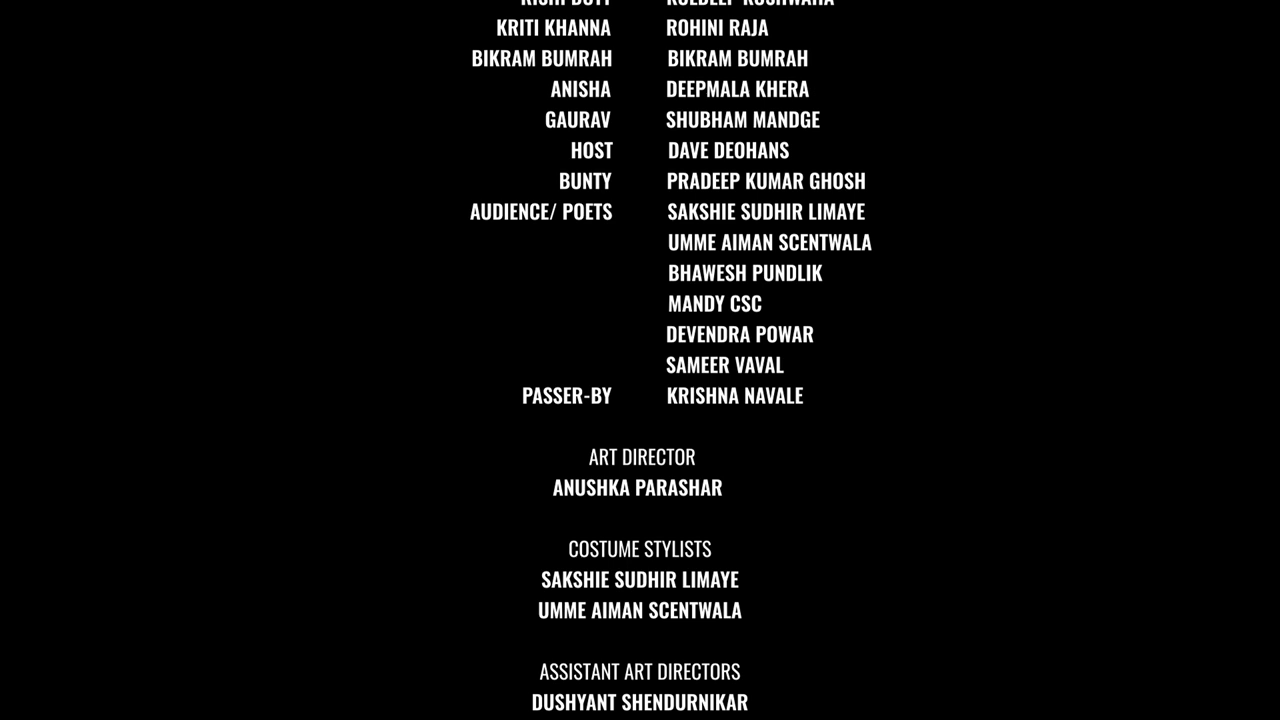 KRITI KHANNA ROHINI RAJA
BIKRAM BUMRAH BIKRAM BUMRAH
ANISHA DEEPMALA KHERA
GAURAV SHUBHAM MANDGE
HOST DAVE DEOHANS
BUNTY PRADEEP KUMAR GHOSH
AUDIENCE/ POETS SAKSHIE SUDHIR LIMAYE
UMME AIMAN SCENTWALA
BHAWESH PUNDLIK
MANDY CSC
DEVENDRA POWAR
SAMEER VAVAL
PASSER-BY KRISHNA NAVALE
ART DIRECTOR
ANUSHKA PARASHAR
COSTUME STYLISTS
SAKSHIE SUDHIR LIMAYE
UMME AIMAN SCENTWALA
ASSISTANT ART DIRECTORS
DUSHYANT SHENDURNIKAR